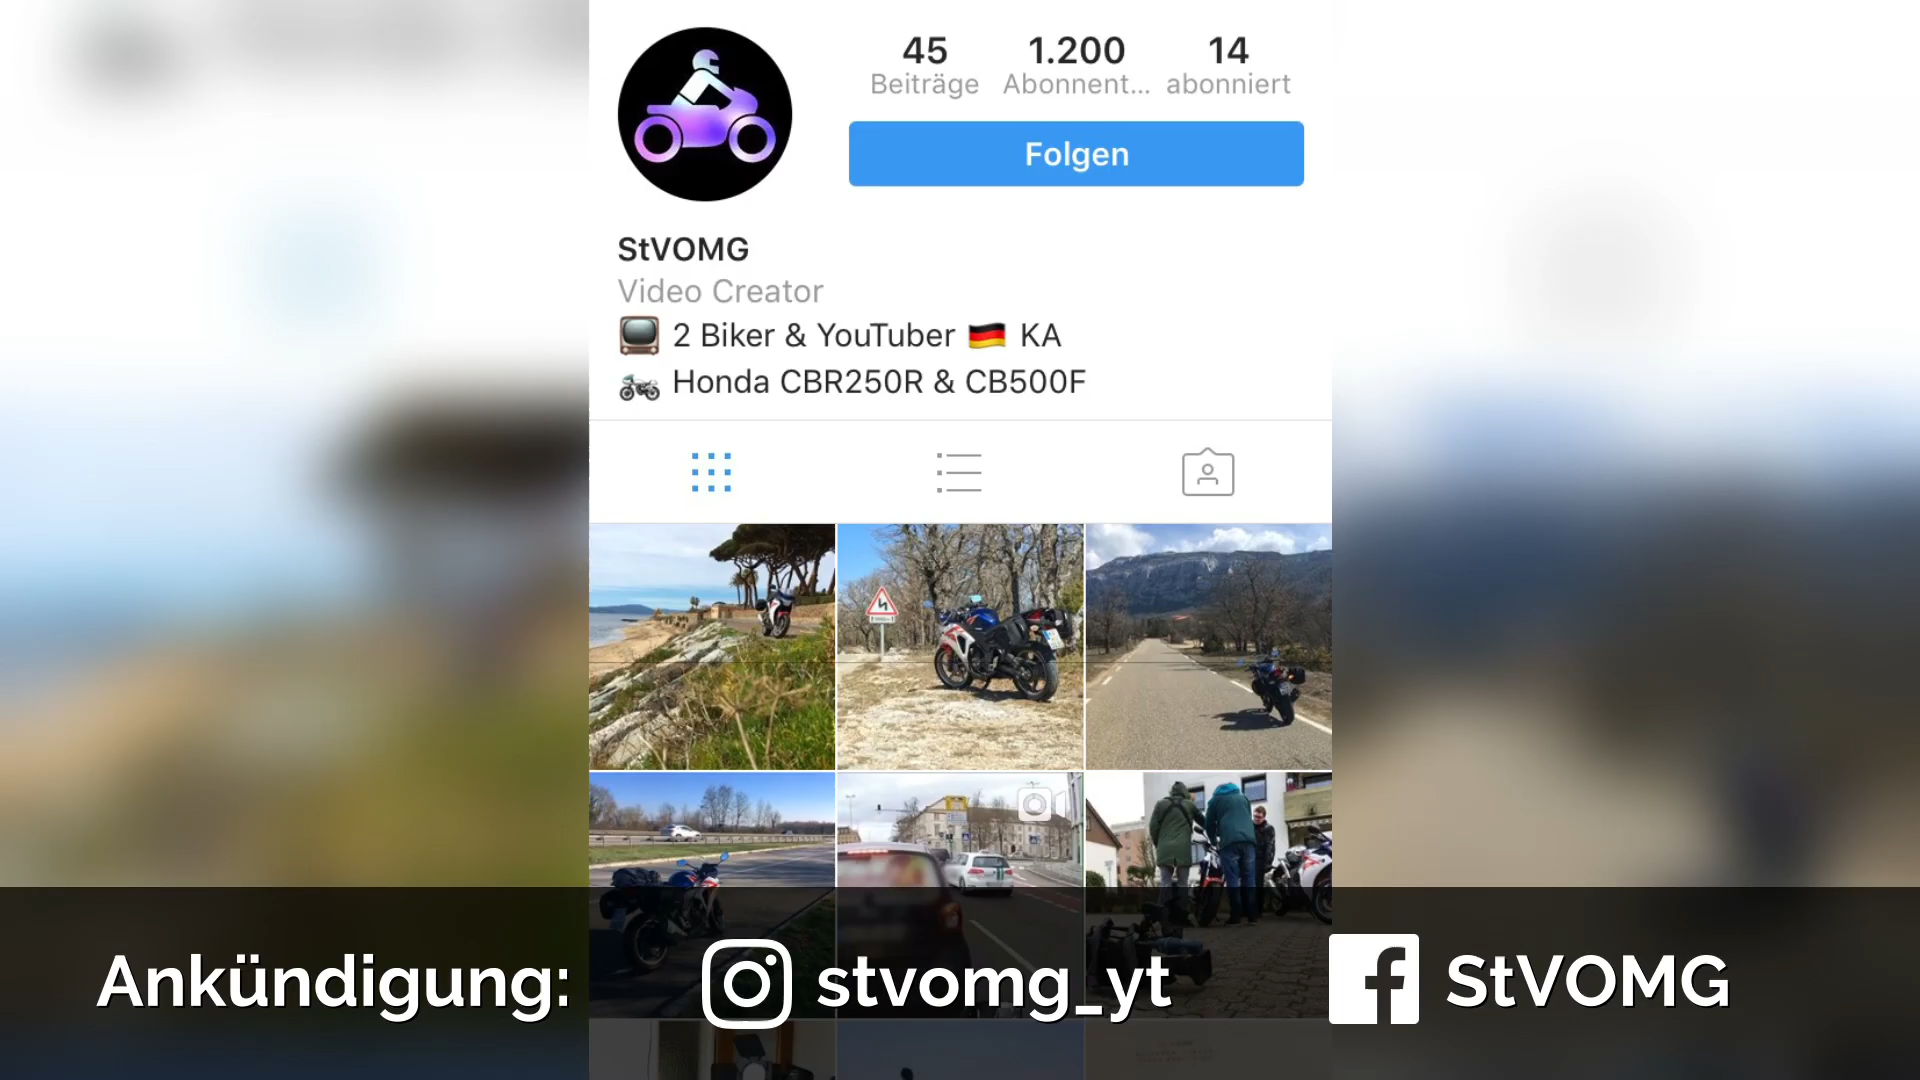 45 1.200 14
Beiträge Abonnent... abonniert
Folgen
StVOMG
Video Creator
2 Biker & YouTuber 🇩🇪 KA
Honda CBR250R & CB500F
Ankündigung: stvomg_yt StVOMG